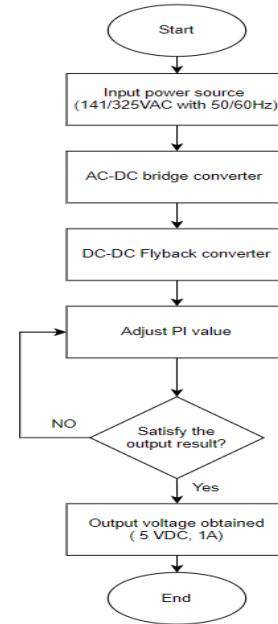 Start
Input power source
(141/325VAC with 50/60Hz)
AC-DC bridge converter
DC-DC Flyback converter
Adjust PI value
NO
Satisfy the
output result?
Yes
Output voltage obtained
( 5 VDC, 1A)
End